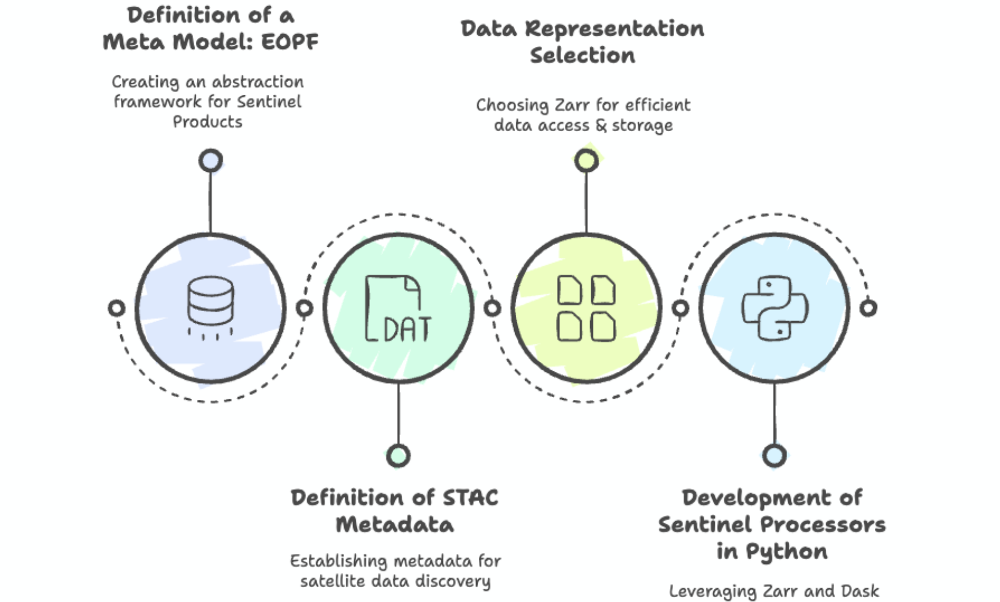 Definition of a
Meta Model: EOPF
Creating an abstraction
framework for Sentinel
Products
DAT
Definition of STAC
Metadata
Establishing metadata for
satellite data discovery
Data Representation
Selection
Choosing Zarr for efficient
data access & storage
Development of
Sentinel Processors
in Python
Leveraging Zarr and Dask